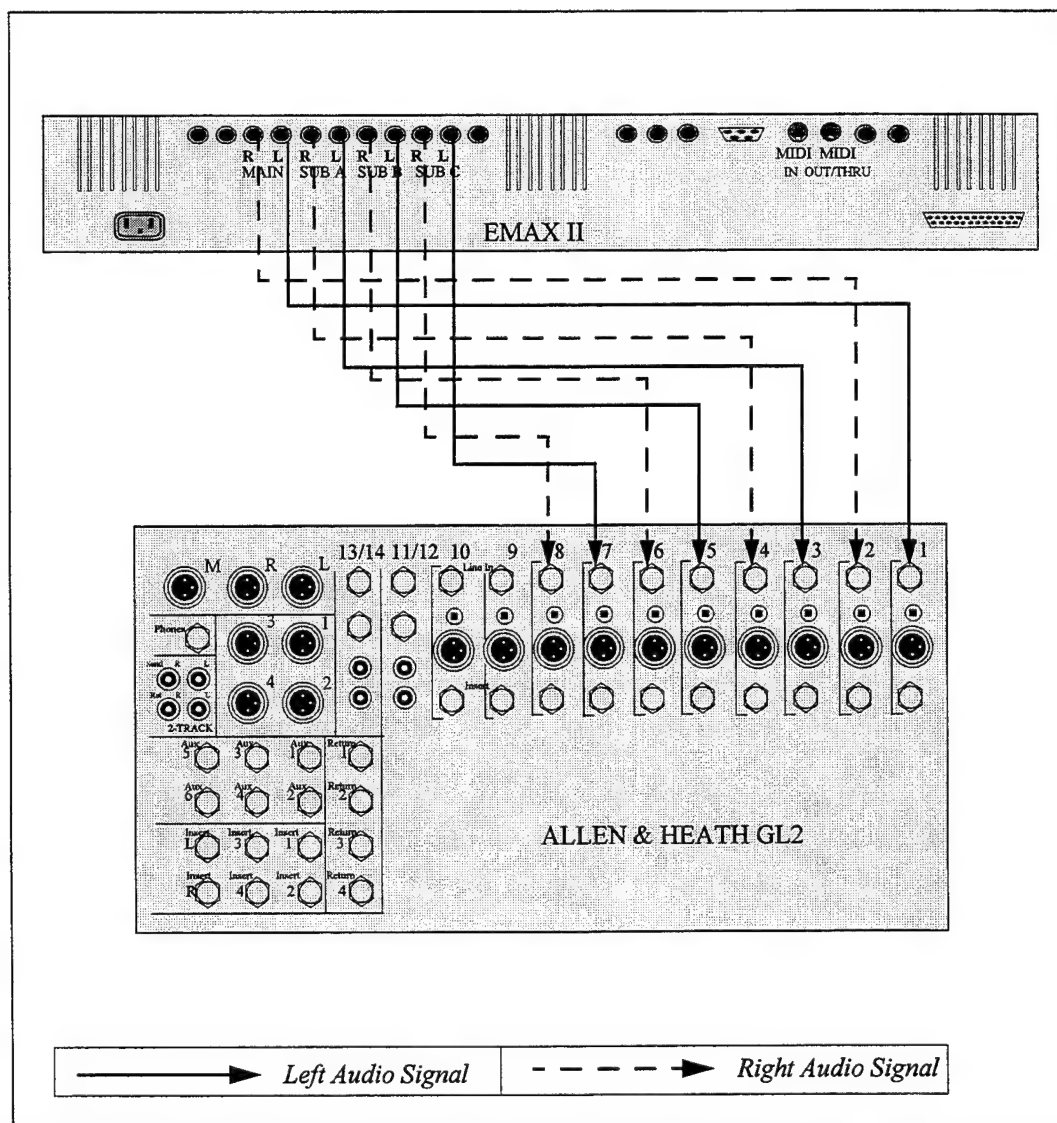 R L R L R L R L
MAIN SUB A SUB B SUB C
MIDI MIDI
IN OUT/THRU
EMAX II
M R L 13/14 11/12 10 9 8 7 6 5 4 3 2 1
Line In
Phones
3 1
Send R L
Ret R L
4 2
2-TRACK
Insert
Aux 5 Aux 3 Aux 1 Return 1
Aux 6 Aux 4 Aux 2 Return 2
Insert L Insert 3 Insert 1 Return 3
Insert R Insert 4 Insert 2 Return 4
ALLEN & HEATH GL2
Left Audio Signal
Right Audio Signal